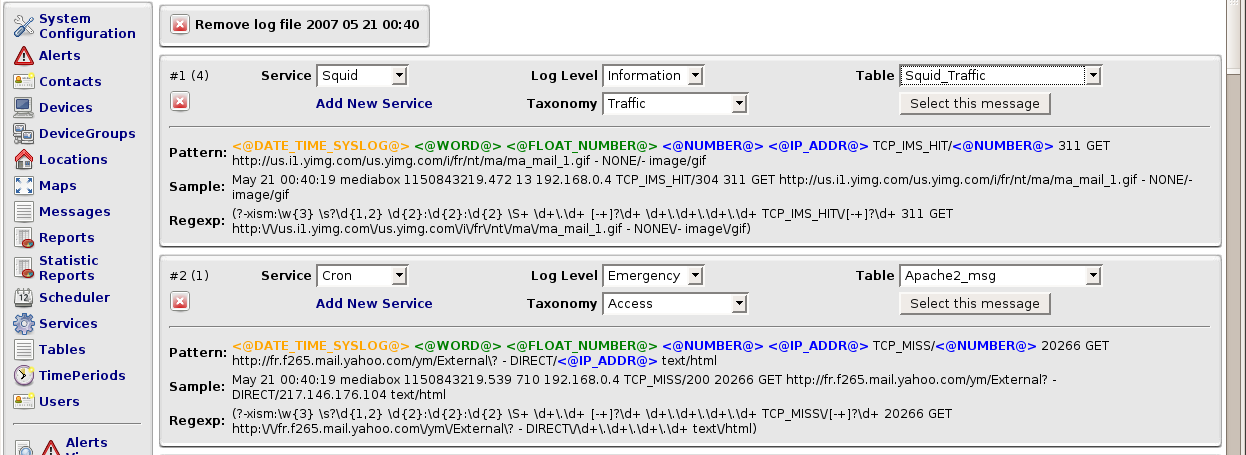 System
Configuration
Alerts
Contacts
Devices
DeviceGroups
Locations
Maps
Messages
Reports
Statistic
Reports
Scheduler
Services
Tables
TimePeriods
Users
Alerts
Remove log file 2007 05 21 00:40
#1 (4) Service Squid Log Level Information Table Squid_Traffic
Add New Service Taxonomy Traffic Select this message
Pattern: <@DATE_TIME_SYSLOG@> <@WORD@> <@FLOAT_NUMBER@> <@NUMBER@> <@IP_ADDR@> TCP_IMS_HIT/<@NUMBER@> 311 GET
http://us.i1.yimg.com/us.yimg.com/i/fr/nt/ma/ma_mail_1.gif - NONE/- image/gif
Sample: May 21 00:40:19 mediabox 1150843219.472 13 192.168.0.4 TCP_IMS_HIT/304 311 GET http://us.i1.yimg.com/us.yimg.com/i/fr/nt/ma/ma_mail_1.gif - NONE/-
image/gif
Regexp: (?-xism:\w{3} \s?\d{1,2} \d{2}:\d{2}:\d{2} \S+ \d+\.\d+ [-+]?\d+ \d+\.\d+\.\d+\.\d+ TCP_IMS_HIT\/[-+]?\d+ 311 GET
http:\/\/us.i1.yimg.com\/us.yimg.com\/i\/fr\/nt\/ma\/ma_mail_1.gif - NONE\/- image\/gif)
#2 (1) Service Cron Log Level Emergency Table Apache2_msg
Add New Service Taxonomy Access Select this message
Pattern: <@DATE_TIME_SYSLOG@> <@WORD@> <@FLOAT_NUMBER@> <@NUMBER@> <@IP_ADDR@> TCP_MISS/<@NUMBER@> 20266 GET
http://fr.f265.mail.yahoo.com/ym/External\? - DIRECT/<@IP_ADDR@> text/html
Sample: May 21 00:40:19 mediabox 1150843219.539 710 192.168.0.4 TCP_MISS/200 20266 GET http://fr.f265.mail.yahoo.com/ym/External? -
DIRECT/217.146.176.104 text/html
Regexp: (?-xism:\w{3} \s?\d{1,2} \d{2}:\d{2}:\d{2} \S+ \d+\.\d+ [-+]?\d+ \d+\.\d+\.\d+\.\d+ TCP_MISS\/[-+]?\d+ 20266 GET
http:\/\/fr.f265.mail.yahoo.com\/ym\/External\? - DIRECT\/\d+\.\d+\.\d+\.\d+ text\/html)